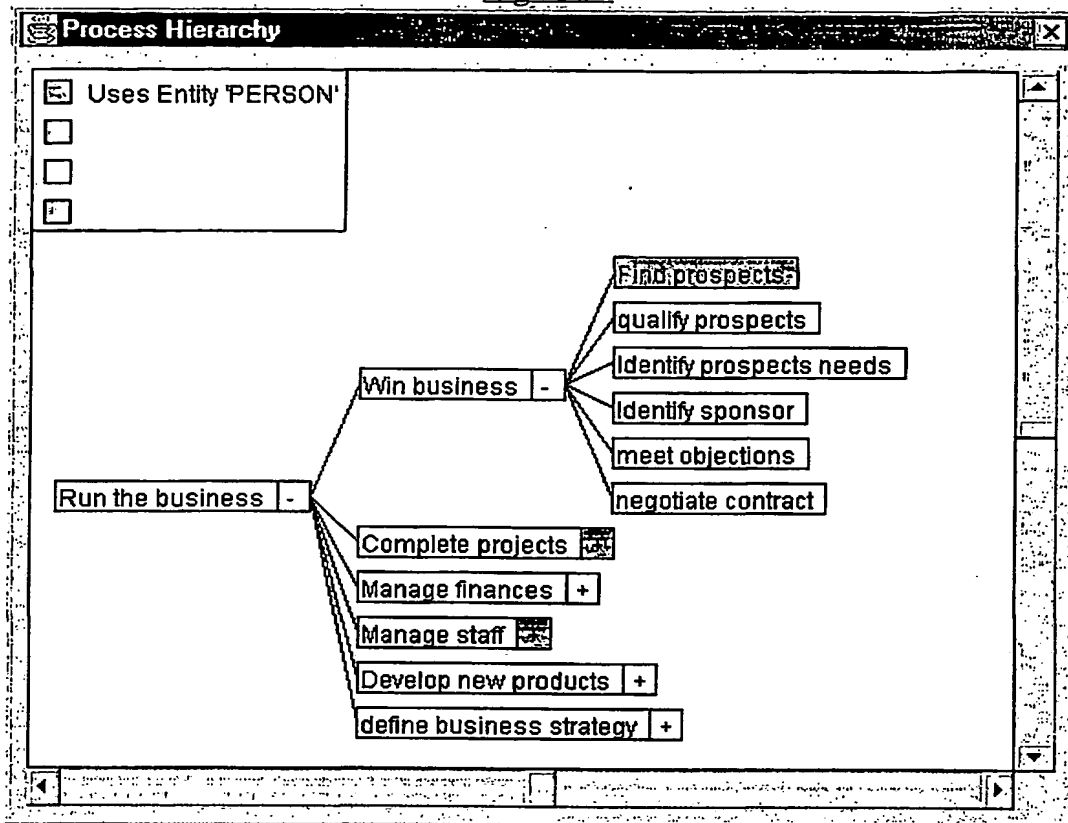 Process Hierarchy
Uses Entity 'PERSON'
Find prospects
qualify prospects
Identify prospects needs
Win business -
Identify sponsor
meet objections
Run the business -
negotiate contract
Complete projects
Manage finances +
Manage staff
Develop new products +
define business strategy +